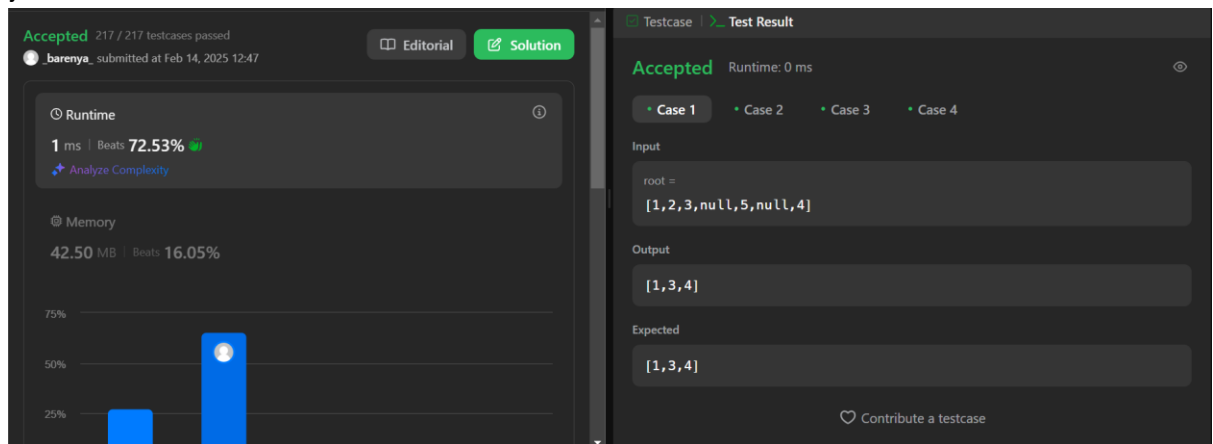 Accepted 217 / 217 testcases passed
_barenya_ submitted at Feb 14, 2025 12:47
Editorial
Solution
Runtime
1 ms | Beats 72.53%
Analyze Complexity
Memory
42.50 MB | Beats 16.05%
75%
50%
25%
Testcase | >_ Test Result
Accepted Runtime: 0 ms
• Case 1 • Case 2 • Case 3 • Case 4
Input
root =
[1,2,3,null,5,null,4]
Output
[1,3,4]
Expected
[1,3,4]
Contribute a testcase